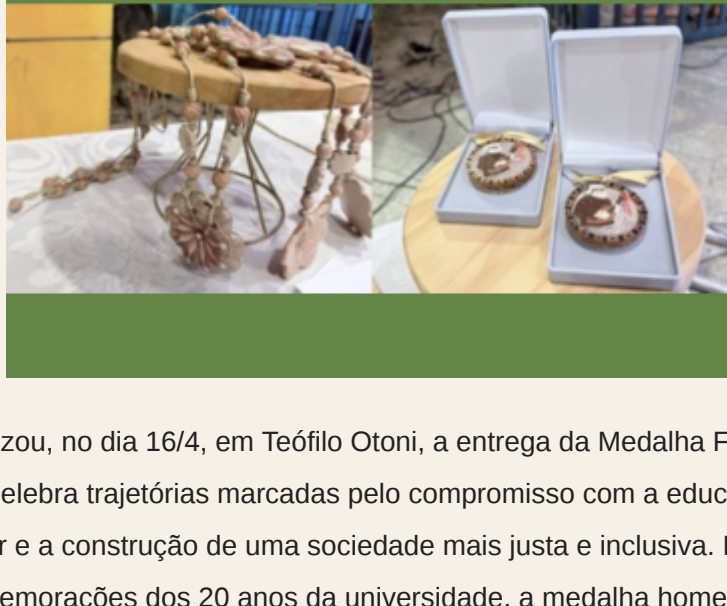 zou, no dia 16/4, em Teófilo Otoni, a entrega da Medalha F
elebra trajetórias marcadas pelo compromisso com a educ
r e a construção de uma sociedade mais justa e inclusiva.
emorações dos 20 anos da universidade, a medalha home